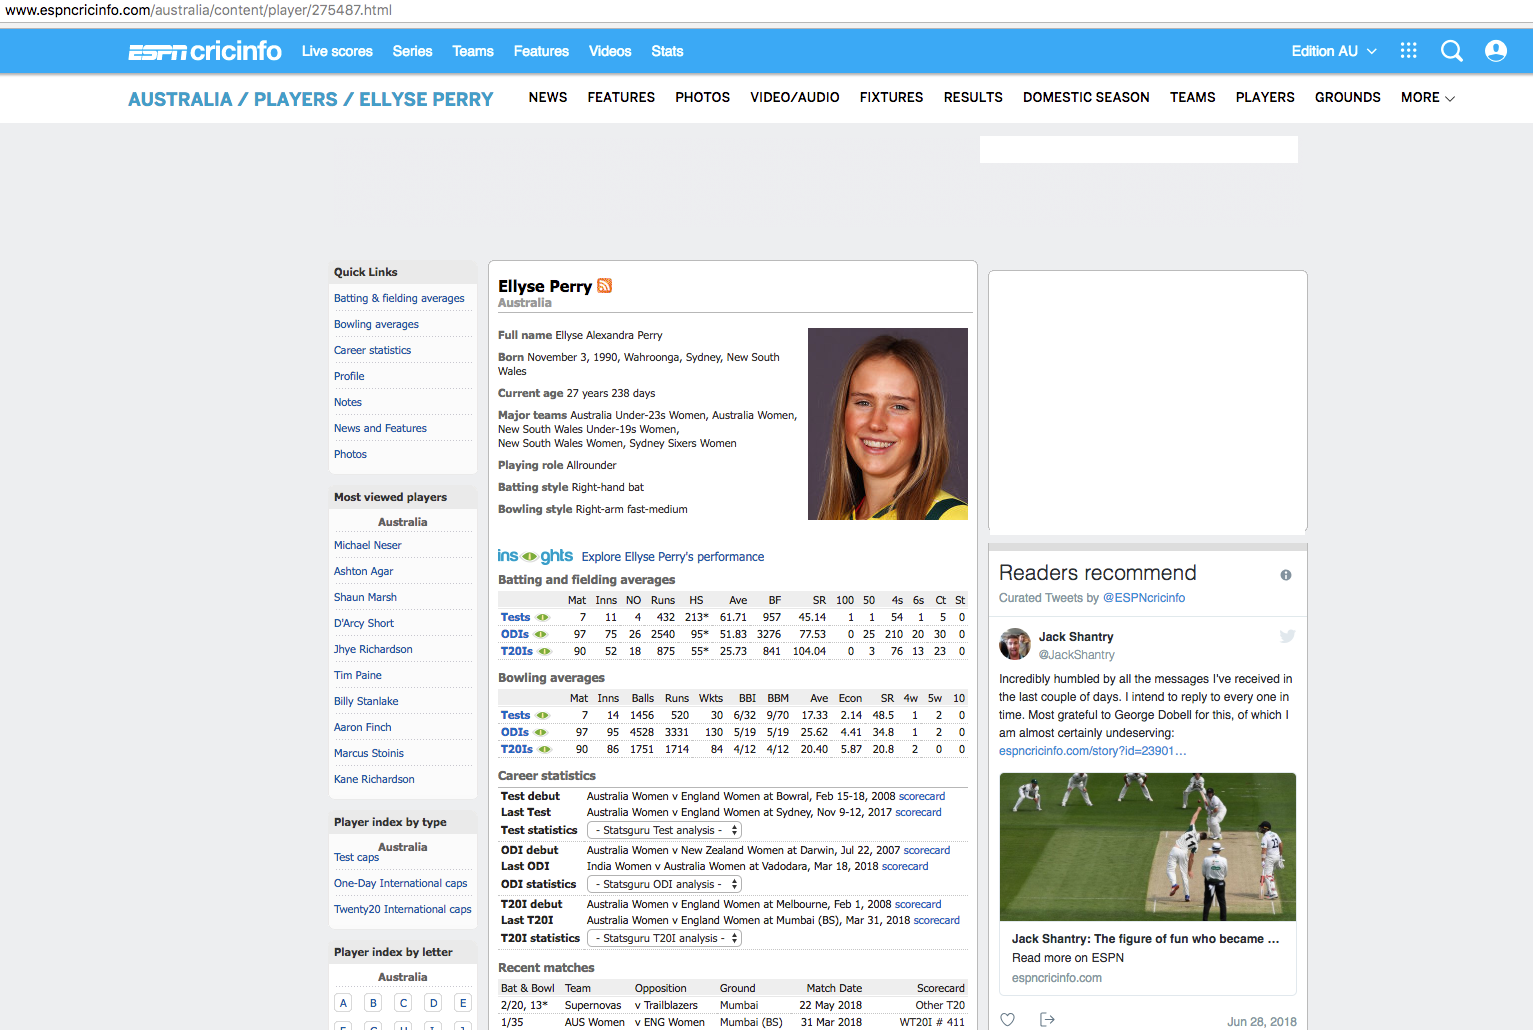 www.espncricinfo.com/australia/content/player/275487.html
ESPN cricinfo Live scores Series Teams Features Videos Stats Edition AU
AUSTRALIA / PLAYERS / ELLYSE PERRY NEWS FEATURES PHOTOS VIDEO/AUDIO FIXTURES RESULTS DOMESTIC SEASON TEAMS PLAYERS GROUNDS MORE
Quick Links
Batting & fielding averages
Bowling averages
Career statistics
Profile
Notes
News and Features
Photos
Most viewed players
Australia
Michael Neser
Ashton Agar
Shaun Marsh
D'Arcy Short
Jhye Richardson
Tim Paine
Billy Stanlake
Aaron Finch
Marcus Stoinis
Kane Richardson
Player index by type
Australia
Test caps
One-Day International caps
Twenty20 International caps
Player index by letter
Australia
A B C D E
Ellyse Perry
Australia
Full name Ellyse Alexandra Perry
Born November 3, 1990, Wahroonga, Sydney, New South
Wales
Current age 27 years 238 days
Major teams Australia Under-23s Women, Australia Women,
New South Wales Under-19s Women,
New South Wales Women, Sydney Sixers Women
Playing role Allrounder
Batting style Right-hand bat
Bowling style Right-arm fast-medium
insights Explore Ellyse Perry's performance
Batting and fielding averages
Mat Inns NO Runs HS Ave BF SR 100 50 4s 6s Ct St
Tests 7 11 4 432 213* 61.71 957 45.14 1 1 54 1 5 0
ODIs 97 75 26 2540 95* 51.83 3276 77.53 0 25 210 20 30 0
T20Is 90 52 18 875 55* 25.73 841 104.04 0 3 76 13 23 0
Bowling averages
Mat Inns Balls Runs Wkts BBI BBM Ave Econ SR 4w 5w 10
Tests 7 14 1456 520 30 6/32 9/70 17.33 2.14 48.5 1 2 0
ODIs 97 95 4528 3331 130 5/19 5/19 25.62 4.41 34.8 1 2 0
T20Is 90 86 1751 1714 84 4/12 4/12 20.40 5.87 20.8 2 0 0
Career statistics
Test debut Australia Women v England Women at Bowral, Feb 15-18, 2008 scorecard
Last Test Australia Women v England Women at Sydney, Nov 9-12, 2017 scorecard
Test statistics - Statsguru Test analysis -
ODI debut Australia Women v New Zealand Women at Darwin, Jul 22, 2007 scorecard
Last ODI India Women v Australia Women at Vadodara, Mar 18, 2018 scorecard
ODI statistics - Statsguru ODI analysis -
T20I debut Australia Women v England Women at Melbourne, Feb 1, 2008 scorecard
Last T20I Australia Women v England Women at Mumbai (BS), Mar 31, 2018 scorecard
T20I statistics - Statsguru T20I analysis -
Recent matches
Bat & Bowl Team Opposition Ground Match Date Scorecard
2/20, 13* Supernovas v Trailblazers Mumbai 22 May 2018 Other T20
1/35 AUS Women v ENG Women Mumbai (BS) 31 Mar 2018 WT20I # 411
Readers recommend
Curated Tweets by @ESPNcricinfo
Jack Shantry
@JackShantry
Incredibly humbled by all the messages I've received in
the last couple of days. I intend to reply to every one in
time. Most grateful to George Dobell for this, of which I
am almost certainly undeserving:
espncricinfo.com/story?id=23901…
Jack Shantry: The figure of fun who became ...
Read more on ESPN
espncricinfo.com
Jun 28, 2018